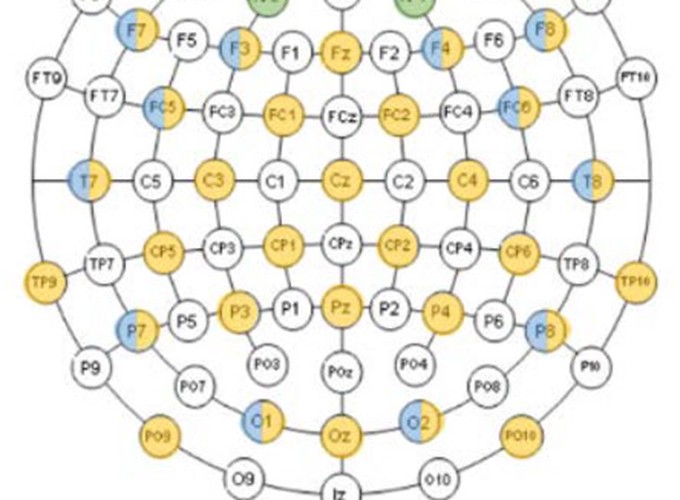 F7 F5 F3 F1 Fz F2 F4 F6 F8
FT9 FT7 FC5 FC3 FC1 FCz FC2 FC4 FC6 FT8 FT10
T7 C5 C3 C1 Cz C2 C4 C6 T8
TP9 TP7 CP5 CP3 CP1 CPz CP2 CP4 CP6 TP8 TP10
P7 P5 P3 P1 Pz P2 P4 P6 P8
P9 PO7 PO3 POz PO4 PO8 P10
PO9 O1 Oz O2 PO10
O9 Iz O10